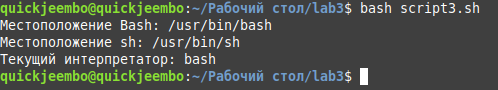 quickjeembo@quickjeembo:~/Рабочий стол/lab3$ bash script3.sh
Местоположение Bash: /usr/bin/bash
Местоположение sh: /usr/bin/sh
Текущий интерпретатор: bash
quickjeembo@quickjeembo:~/Рабочий стол/lab3$